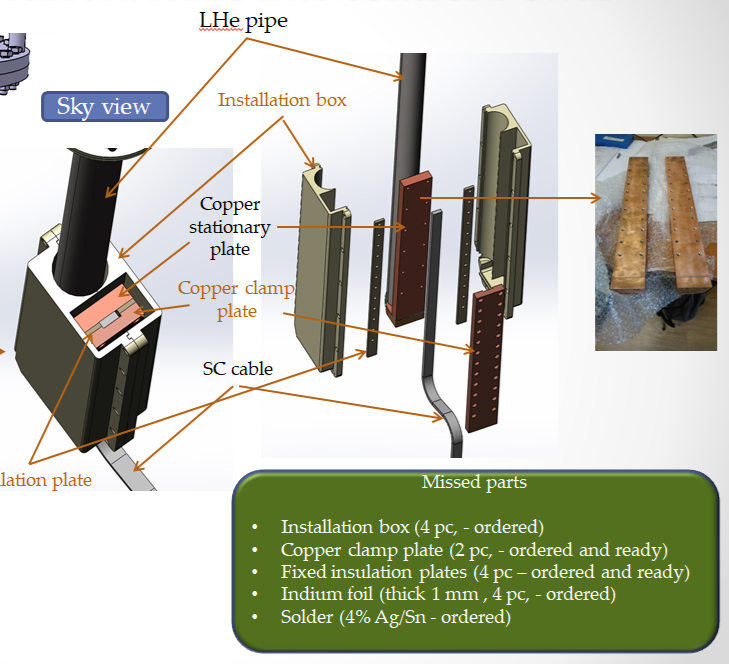 LHe pipe
Sky view
Installation box
Copper
stationary
plate
Copper clamp
plate
SC cable
lation plate
Missed parts
• Installation box (4 pc, - ordered)
• Copper clamp plate (2 pc, - ordered and ready)
• Fixed insulation plates (4 pc – ordered and ready)
• Indium foil (thick 1 mm , 4 pc, - ordered)
• Solder (4% Ag/Sn - ordered)